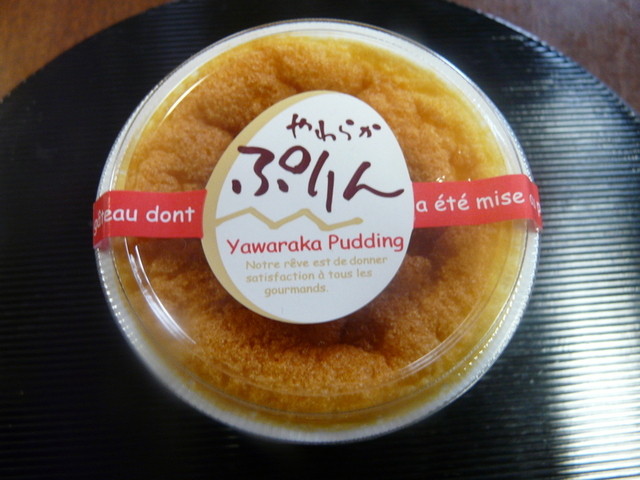 やわらか
ぷりん
dont
a été mise
Yawaraka Pudding
Notre rêve est de donner
satisfaction à tous les
gourmands.